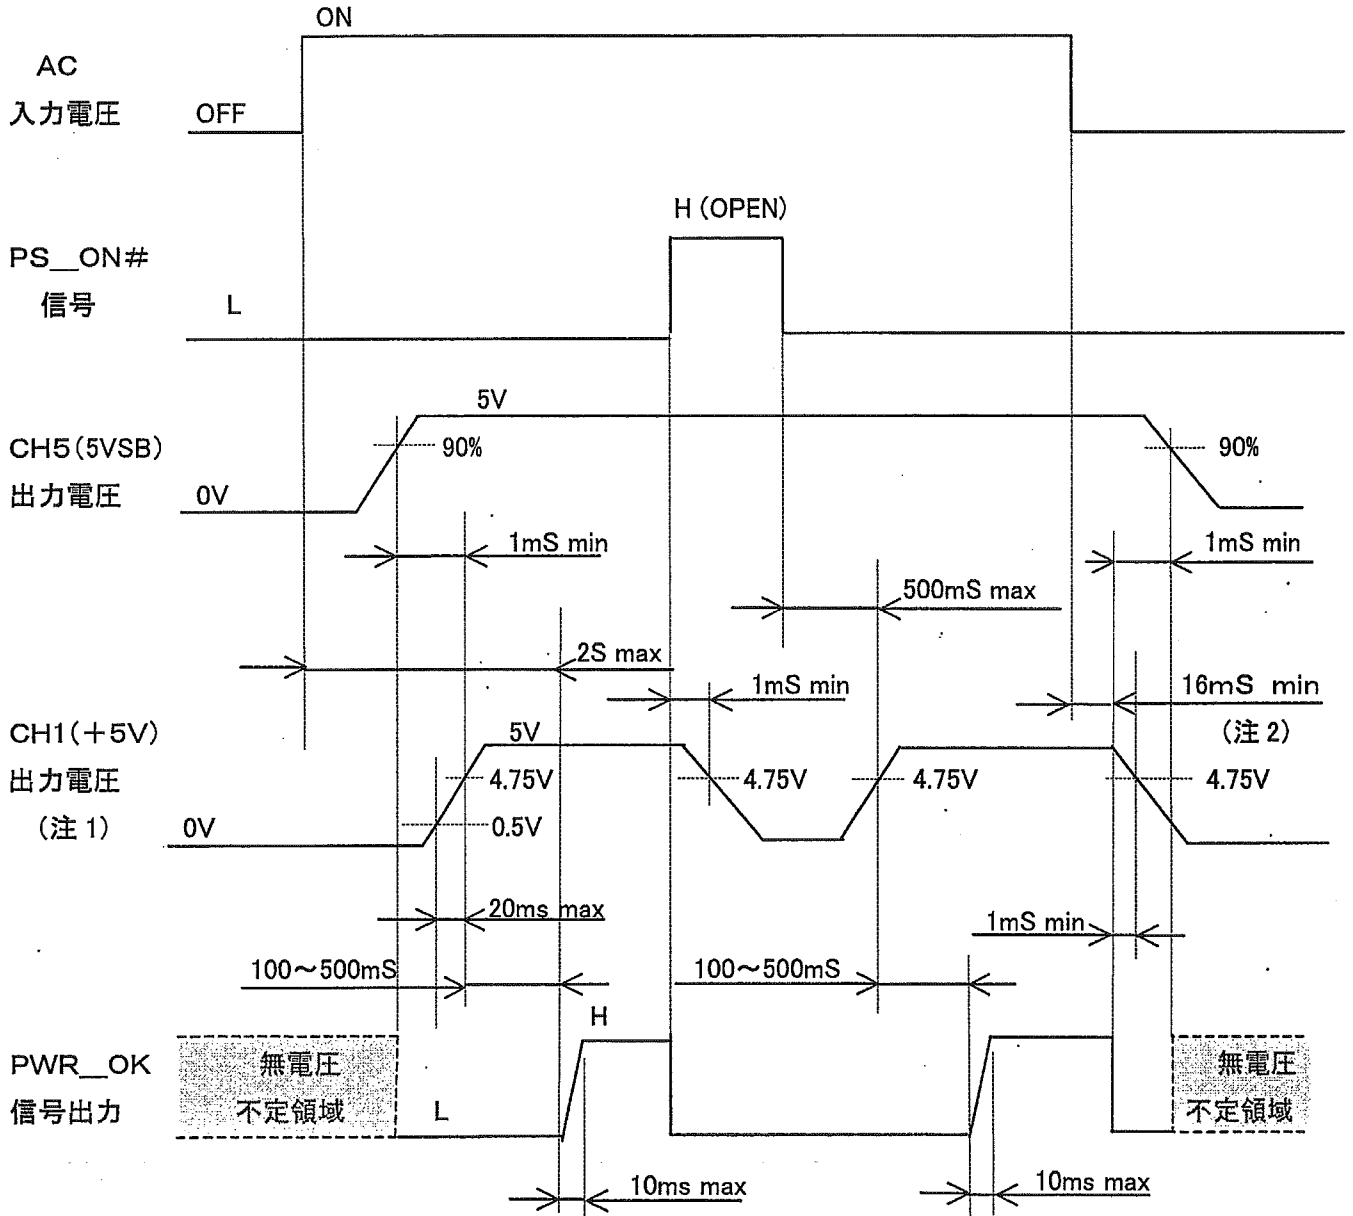 ON
AC
入力電圧
OFF
H (OPEN)
PS__ON#
信号
L
5V
CH5(5VSB)
90%
90%
出力電圧
0V
1mS min
1mS min
500mS max
2S max
1mS min
16mS min
(注 2)
CH1(+5V)
5V
出力電圧
4.75V
4.75V
4.75V
4.75V
(注 1)
0V
0.5V
20ms max
1mS min
100～500mS
100～500mS
H
PWR__OK
無電圧
無電圧
信号出力
不定領域
L
不定領域
10ms max
10ms max